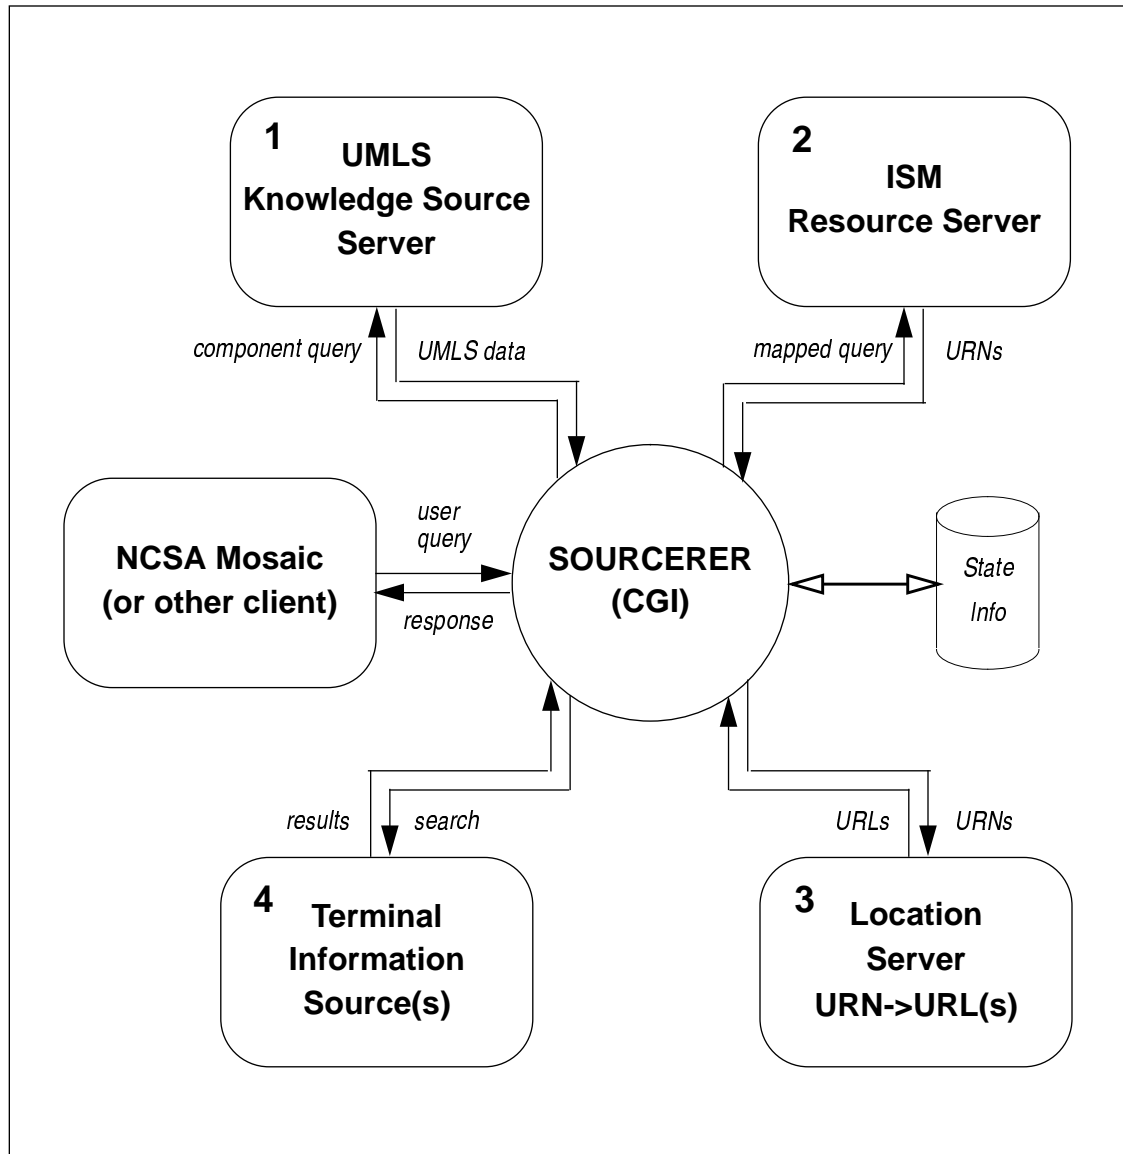 1
UMLS
Knowledge Source
Server
2
ISM
Resource Server
component query
UMLS data
mapped query
URNs
NCSA Mosaic
(or other client)
user
query
response
SOURCERER
(CGI)
State
Info
results
search
URLs
URNs
4
Terminal
Information
Source(s)
3
Location
Server
URN->URL(s)